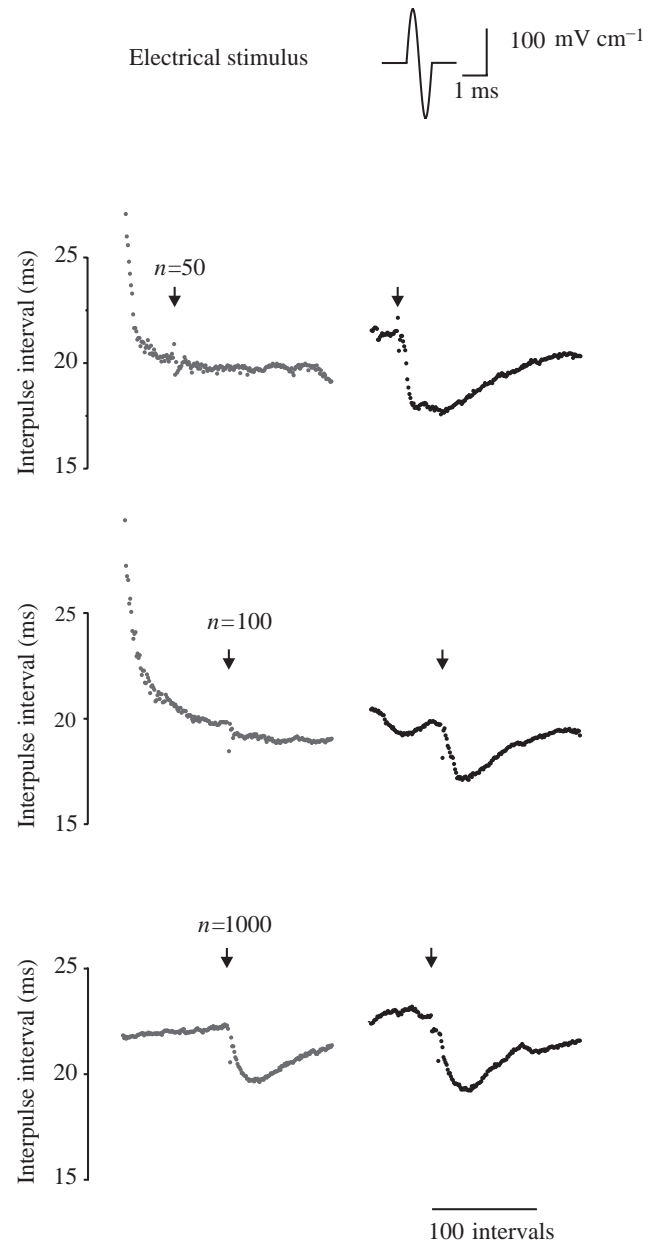 Electrical stimulus
100 mV cm–1
1 ms
Interpulse interval (ms)
25
20
15
n=50
Interpulse interval (ms)
25
20
15
n=100
Interpulse interval (ms)
25
20
15
n=1000
100 intervals